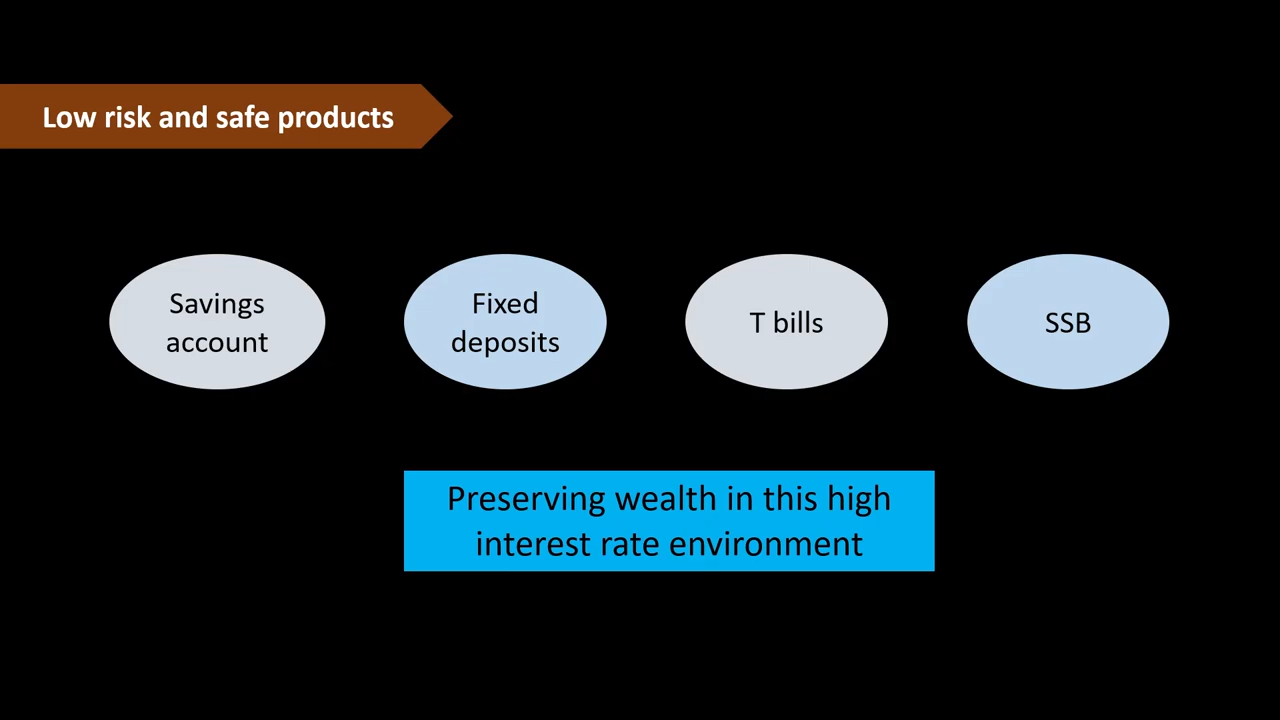 Low risk and safe products
Savings
account
Fixed
deposits
T bills
SSB
Preserving wealth in this high
interest rate environment